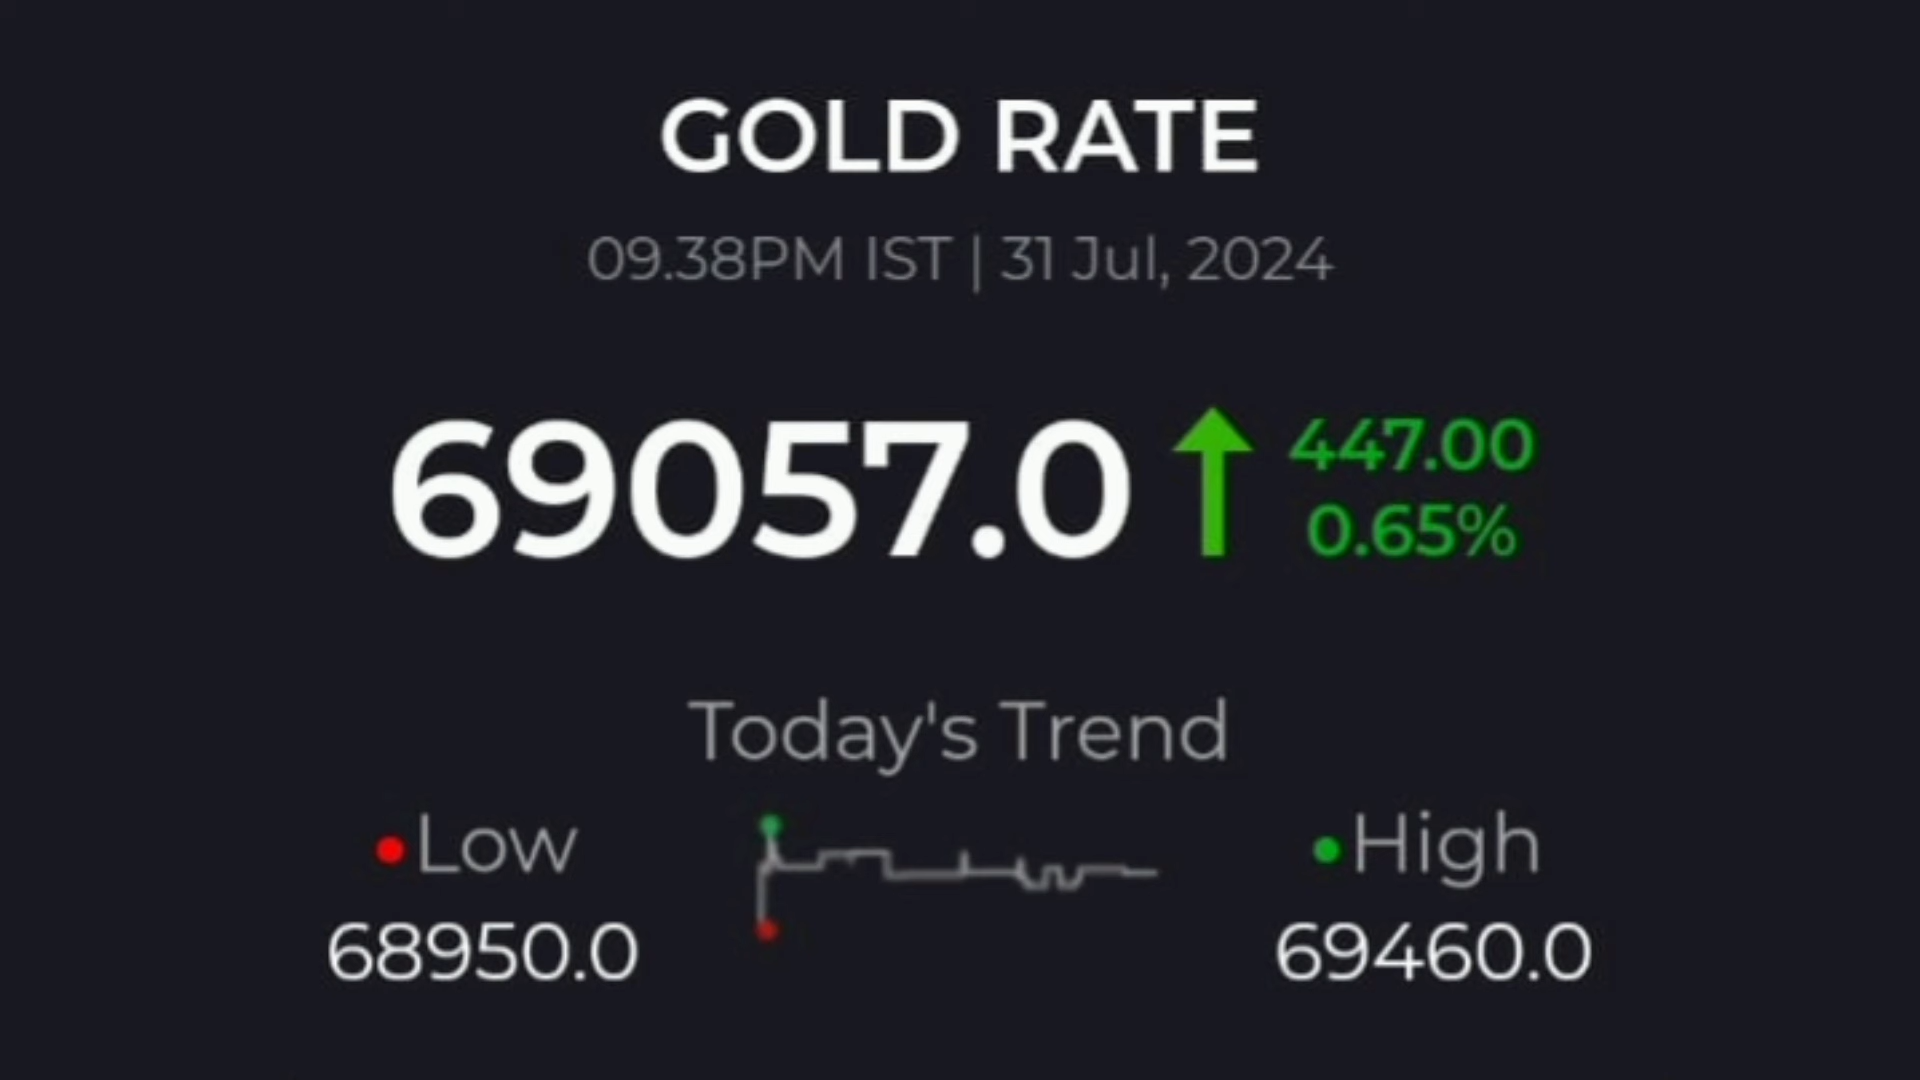 GOLD RATE
09.38PM IST | 31 Jul, 2024
69057.0
447.00
0.65%
Today's Trend
Low
High
68950.0
69460.0